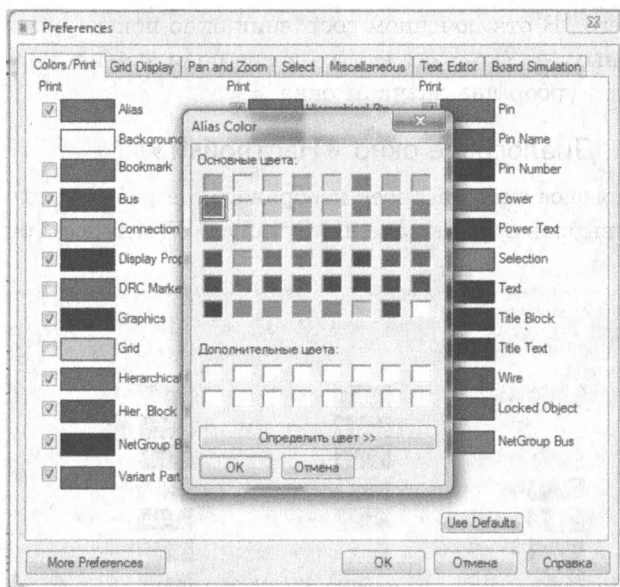 Preferences
Colors/Print Grid Display Pan and Zoom Select Miscellaneous Text Editor Board Simulation
Print
Alias
Background
Bookmark
Bus
Connection
Display Prop
DRC Marke
Graphics
Grid
Hierarchical
Hier. Block
NetGroup B
Variant Part
Print
Alias Color
Основные цвета:
Дополнительные цвета:
Определить цвет >>
OK Отмена
Print
Pin
Pin Name
Pin Number
Power
Power Text
Selection
Text
Title Block
Title Text
Wire
Locked Object
NetGroup Bus
Use Defaults
More Preferences OK Отмена Справка